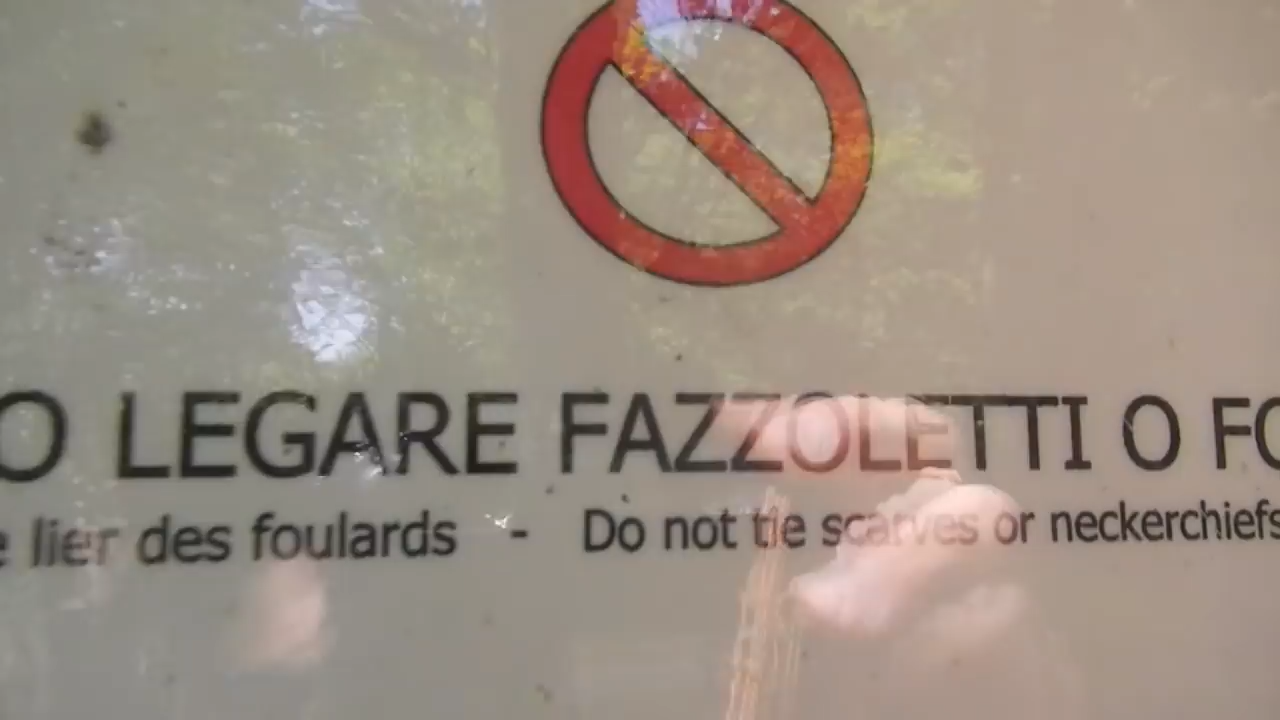 O LEGARE FAZZOLETTI O FO
e lier des foulards - Do not tie scarves or neckerchiefs